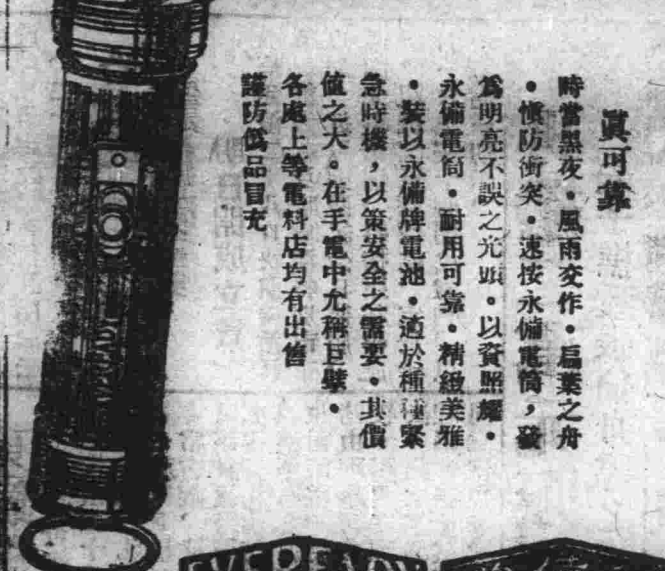 真可靠
時當黑夜。風雨交作。扁葉之舟
。愼防衝突。速按永備電筒，發
爲明亮不誤之光頭。以資照耀。
永備電筒。耐用可靠。精緻美雅
。裝以永備牌電池。適於種種緊
急時機，以策安全之需要。其價
値之大。在手電中尤稱巨擘。
各處上等電料店均有出售
謹防僞品冒充
EVEREADY